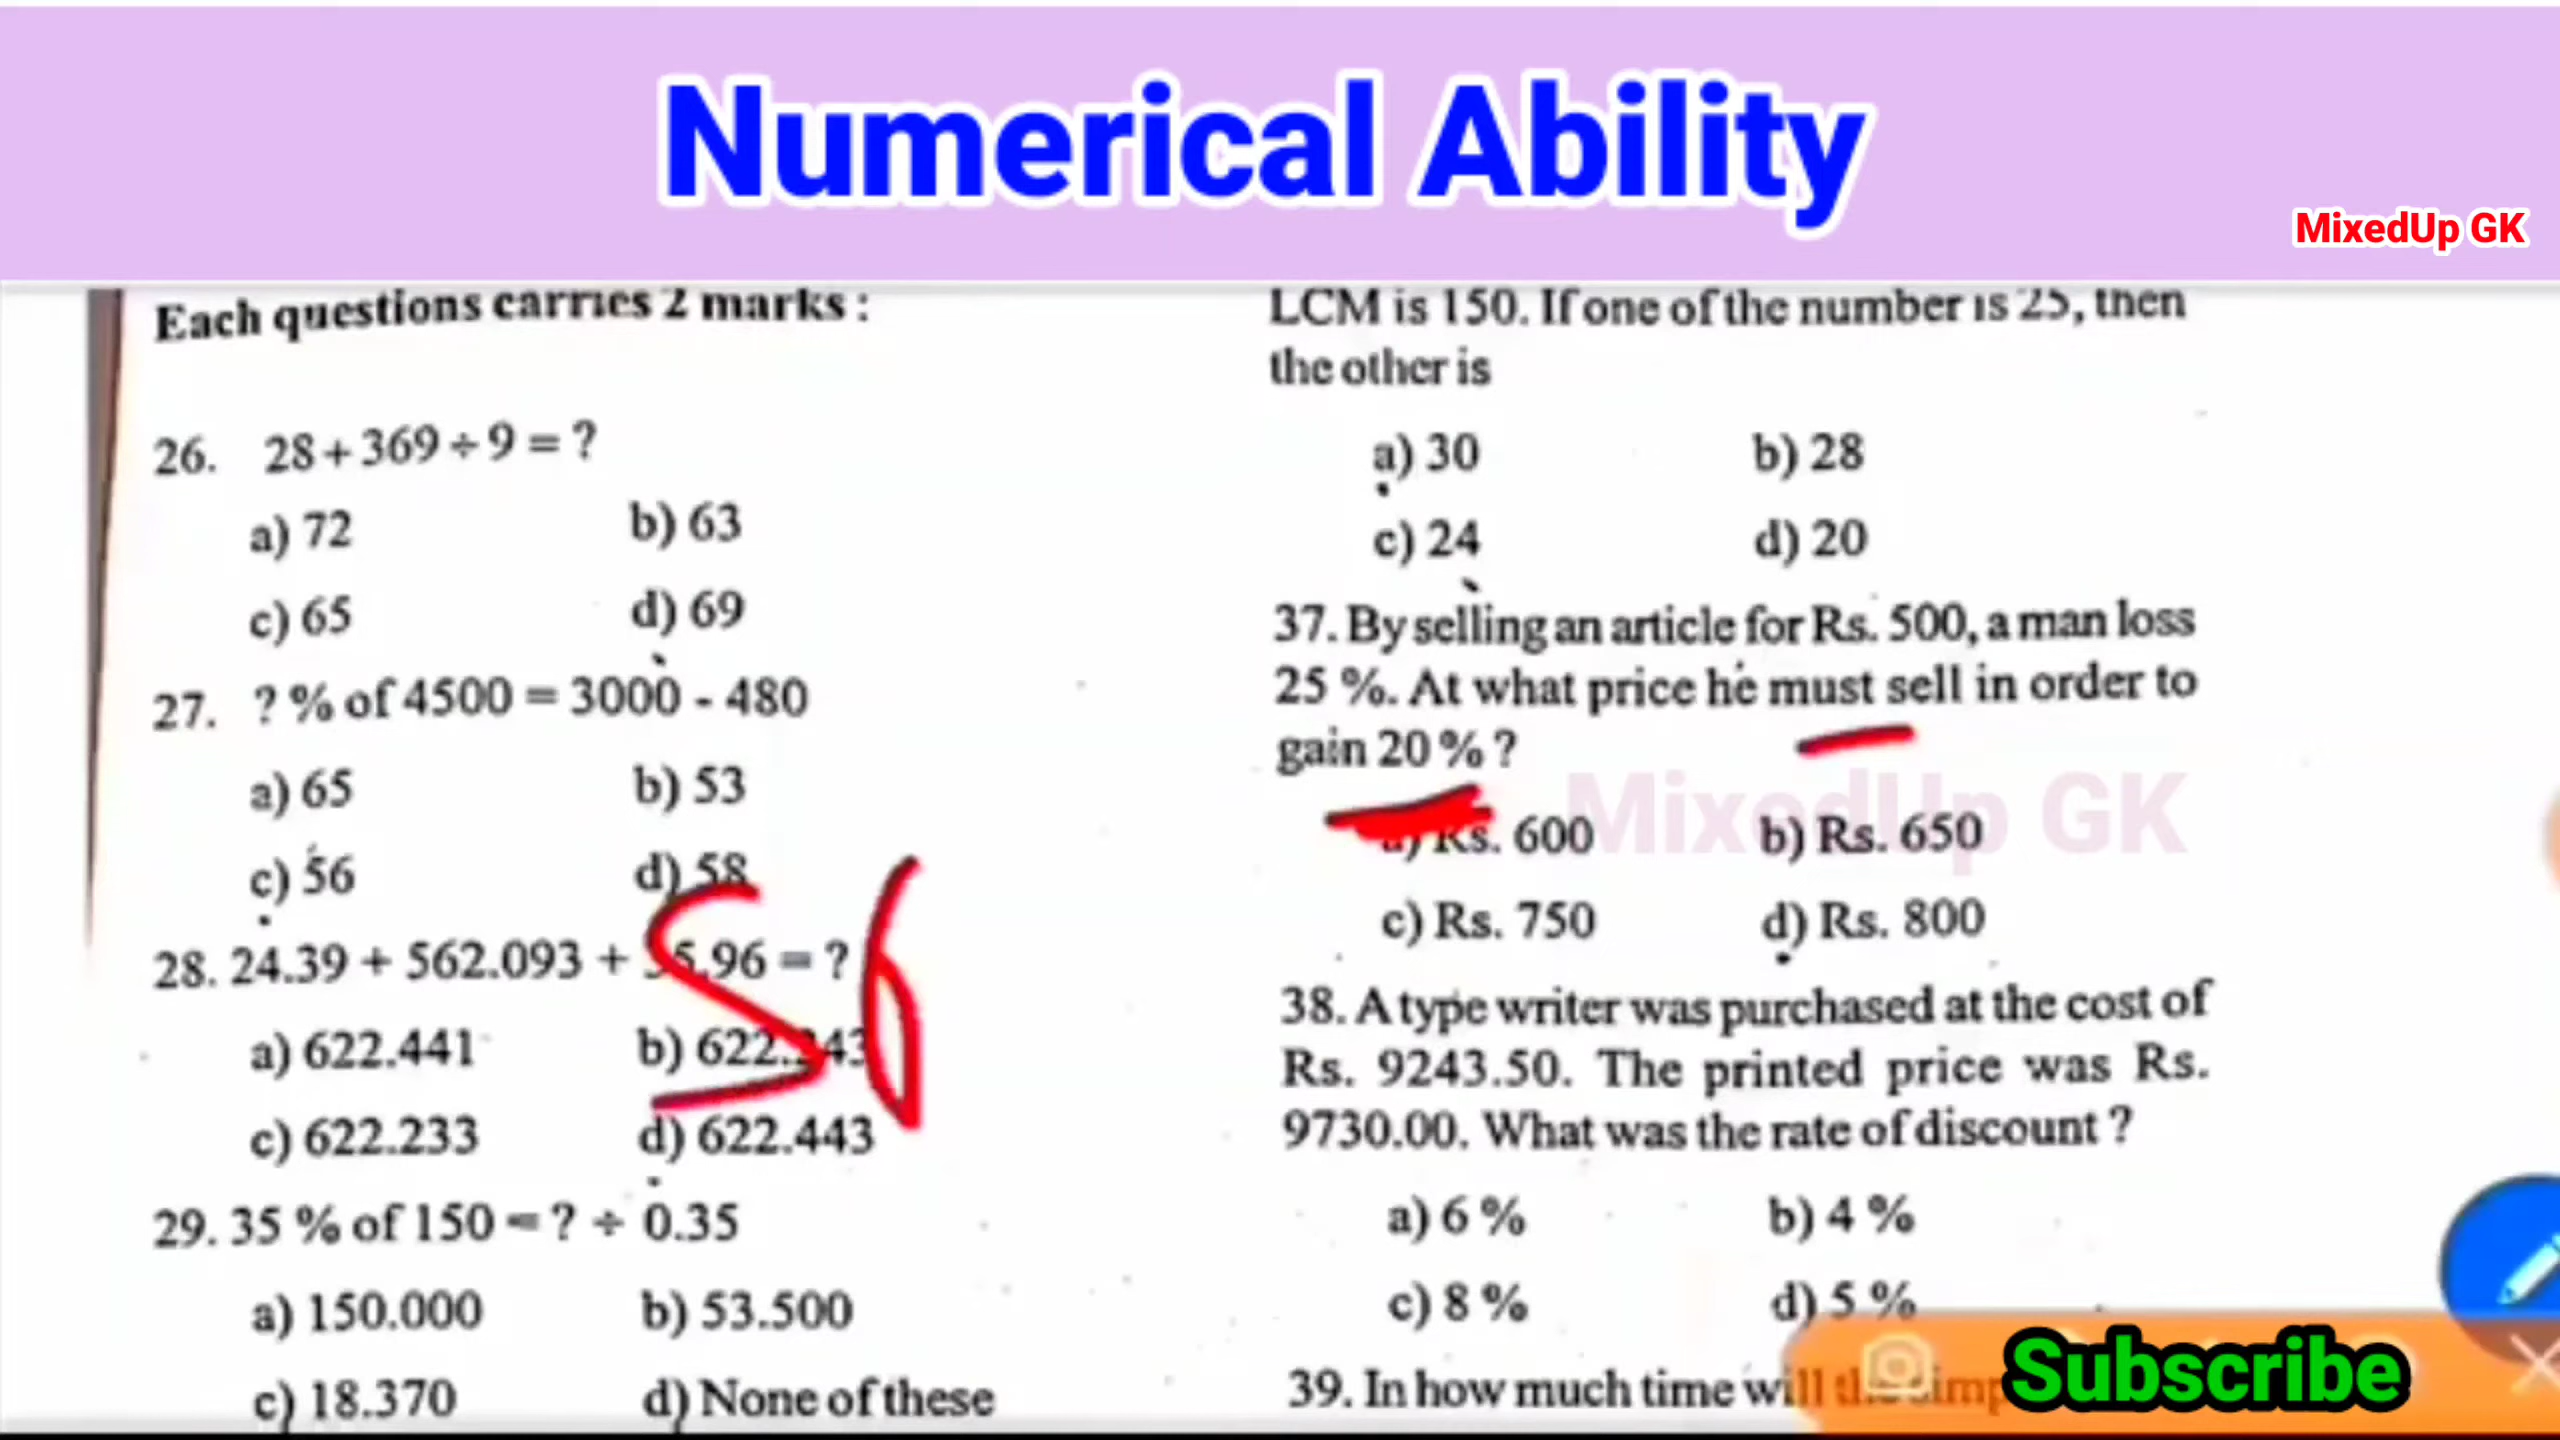 Numerical Ability
MixedUp GK
Each questions carries 2 marks :
26. 28 + 369 ÷ 9 = ?
a) 72 b) 63
c) 65 d) 69
27. ? % of 4500 = 3000 - 480
a) 65 b) 53
c) 56 d) 58
28. 24.39 + 562.093 + .96 = ?
a) 622.441 b)
c) 622.233 d) 622.443
56
29. 35 % of 150 = ? ÷ 0.35
a) 150.000 b) 53.500
c) 18.370 d) None of these
LCM is 150. If one of the number is 25, then
the other is
a) 30 b) 28
c) 24 d) 20
37. By selling an article for Rs. 500, a man loss
25 %. At what price he must sell in order to
gain 20 % ?
MixedUp GK
a) Rs. 600 b) Rs. 650
c) Rs. 750 d) Rs. 800
38. A type writer was purchased at the cost of
Rs. 9243.50. The printed price was Rs.
9730.00. What was the rate of discount ?
a) 6 % b) 4 %
c) 8 % d) 5 %
39. In how much time will the
Subscribe